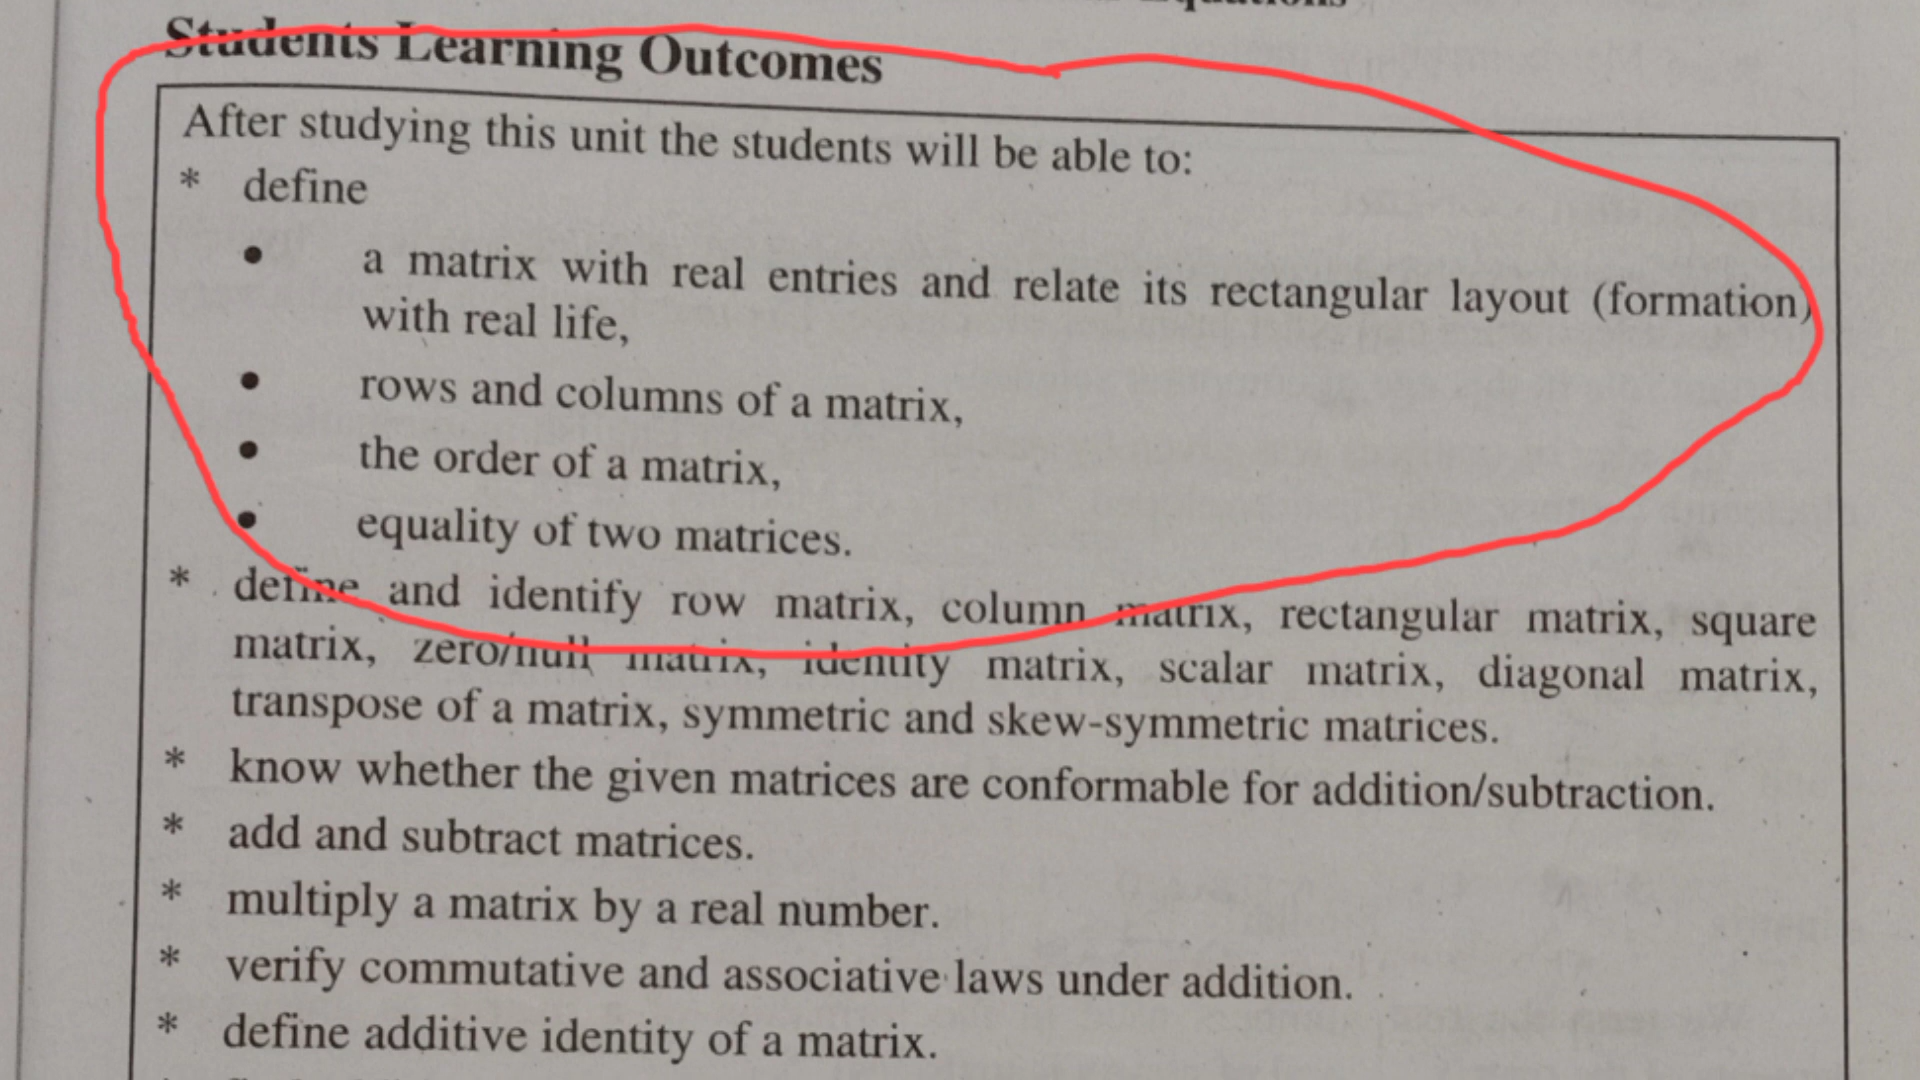 Students Learning Outcomes
After studying this unit the students will be able to:
* define
• a matrix with real entries and relate its rectangular layout (formation)
with real life,
• rows and columns of a matrix,
• the order of a matrix,
• equality of two matrices.
* define and identify row matrix, column matrix, rectangular matrix, square
matrix, zero/null matrix, identity matrix, scalar matrix, diagonal matrix,
transpose of a matrix, symmetric and skew-symmetric matrices.
* know whether the given matrices are conformable for addition/subtraction.
* add and subtract matrices.
* multiply a matrix by a real number.
* verify commutative and associative laws under addition.
* define additive identity of a matrix.